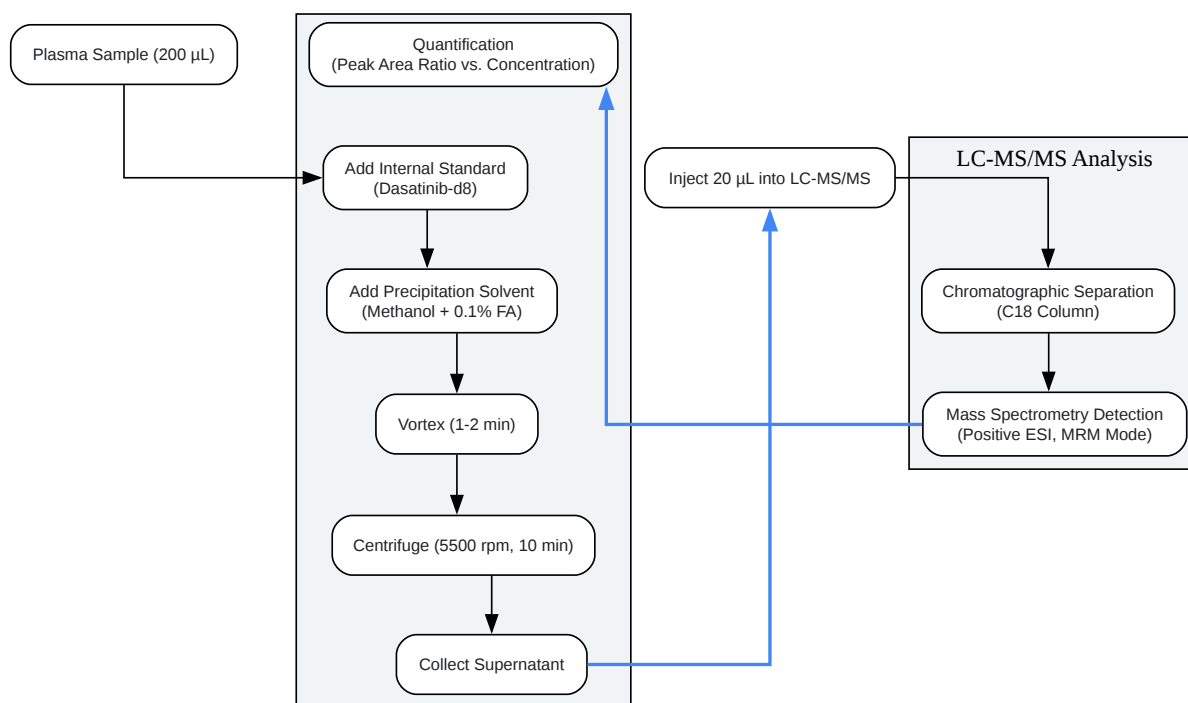 Plasma Sample (200 µL)
Quantification
(Peak Area Ratio vs. Concentration)
Add Internal Standard
(Dasatinib-d8)
Add Precipitation Solvent
(Methanol + 0.1% FA)
Vortex (1-2 min)
Centrifuge (5500 rpm, 10 min)
Collect Supernatant
Inject 20 µL into LC-MS/MS
LC-MS/MS Analysis
Chromatographic Separation
(C18 Column)
Mass Spectrometry Detection
(Positive ESI, MRM Mode)